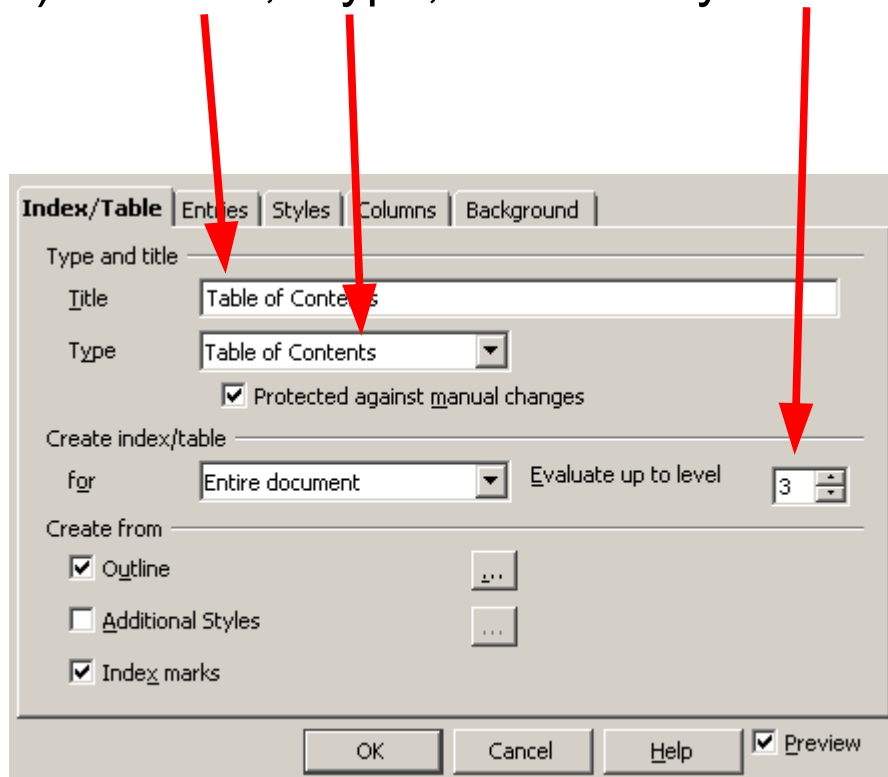 Index/Table Entries Styles Columns Background
Type and title
Title Table of Contents
Type Table of Contents
Protected against manual changes
Create index/table
for Entire document Evaluate up to level 3
Create from
Outline ...
Additional Styles ...
Index marks
OK Cancel Help Preview